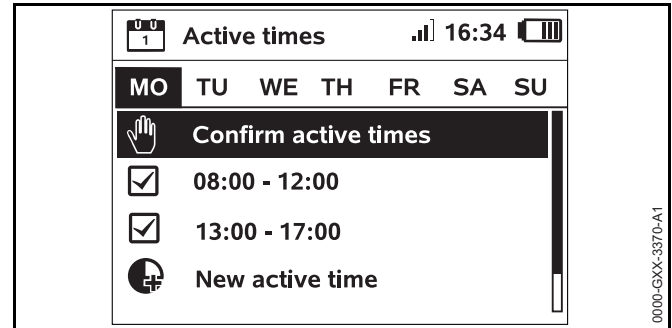 1 Active times 16:34
MO TU WE TH FR SA SU
Confirm active times
08:00 - 12:00
13:00 - 17:00
New active time
0000-GXX-3370-A1